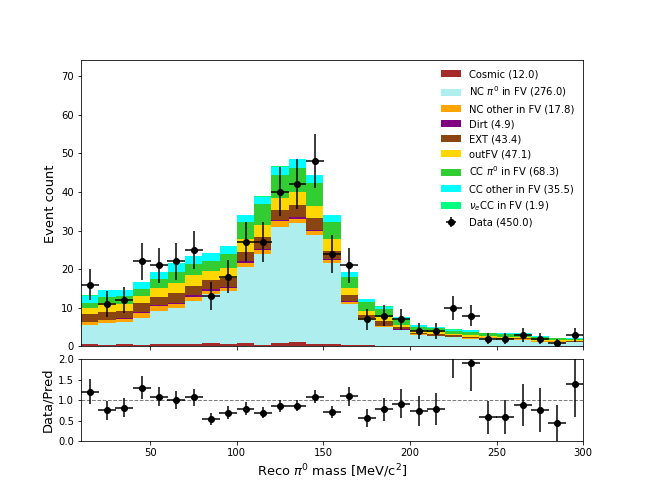 70
60
50
40
30
20
10
0
Event count
Cosmic (12.0)
NC π⁰ in FV (276.0)
NC other in FV (17.8)
Dirt (4.9)
EXT (43.4)
outFV (47.1)
CC π⁰ in FV (68.3)
CC other in FV (35.5)
νₑCC in FV (1.9)
Data (450.0)
2.0
1.5
1.0
0.5
0.0
Data/Pred
50 100 150 200 250 300
Reco π⁰ mass [MeV/c²]